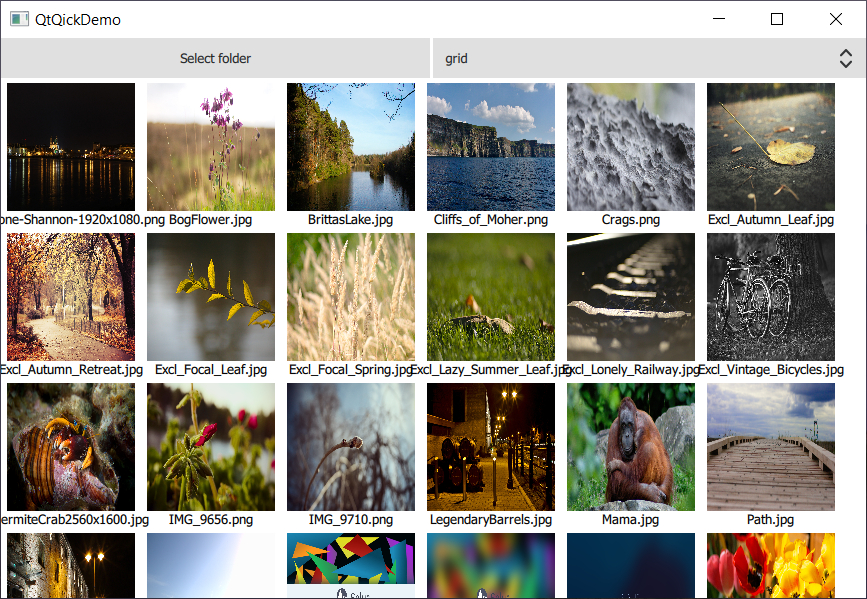 QtQickDemo
Select folder
grid
one-Shannon-1920x1080.png BogFlower.jpg BrittasLake.jpg Cliffs_of_Moher.png Crags.png Excl_Autumn_Leaf.jpg
Excl_Autumn_Retreat.jpg Excl_Focal_Leaf.jpg Excl_Focal_Spring.jpg Excl_Lazy_Summer_Leaf.jpg Excl_Lonely_Railway.jpg Excl_Vintage_Bicycles.jpg
ermiteCrab2560x1600.jpg IMG_9656.png IMG_9710.png LegendaryBarrels.jpg Mama.jpg Path.jpg